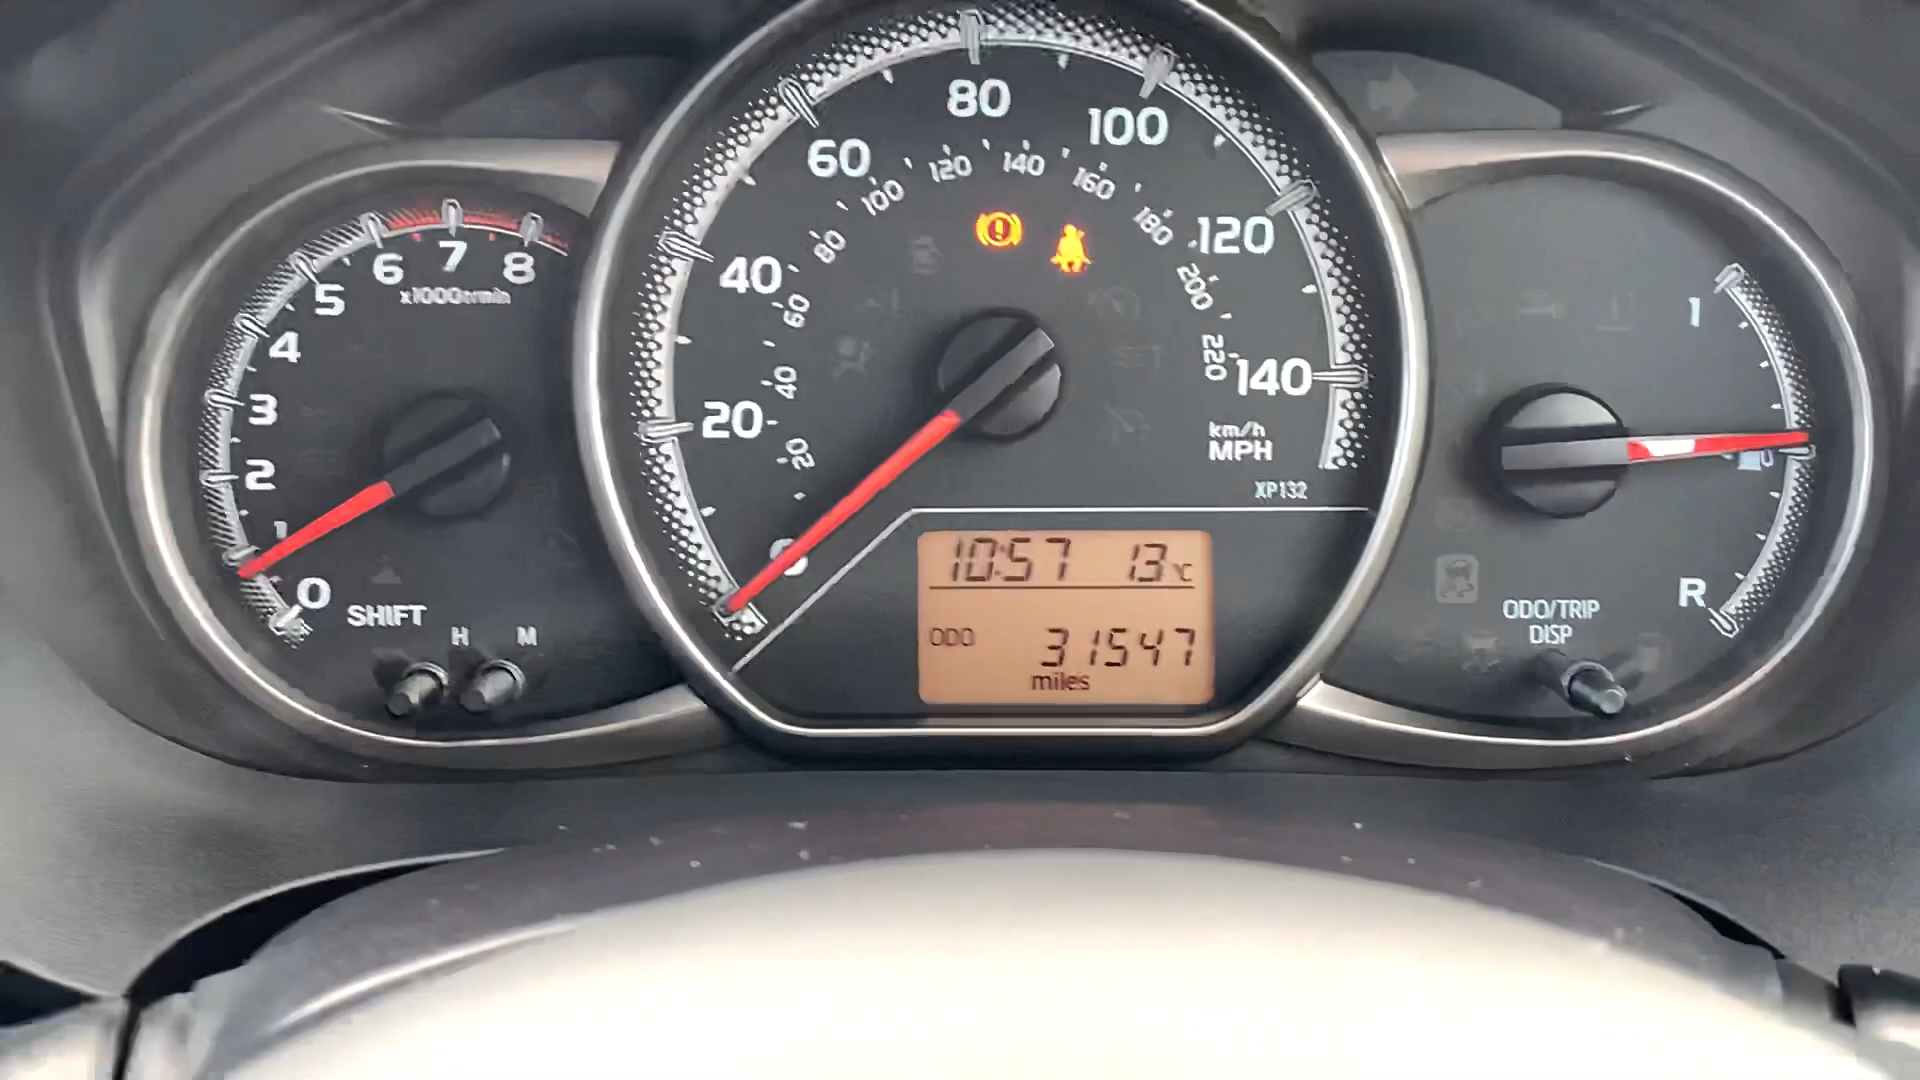 0
1
2
3
4
5
6
7
8
x1000r/min
SHIFT
H M
20
40
60
80
100
120
140
20
40
60
80
100
120
140
160
180
200
220
km/h
MPH
XP132
10:57 13°C
ODO 31547
miles
SET
1
R
ODO/TRIP
DISP